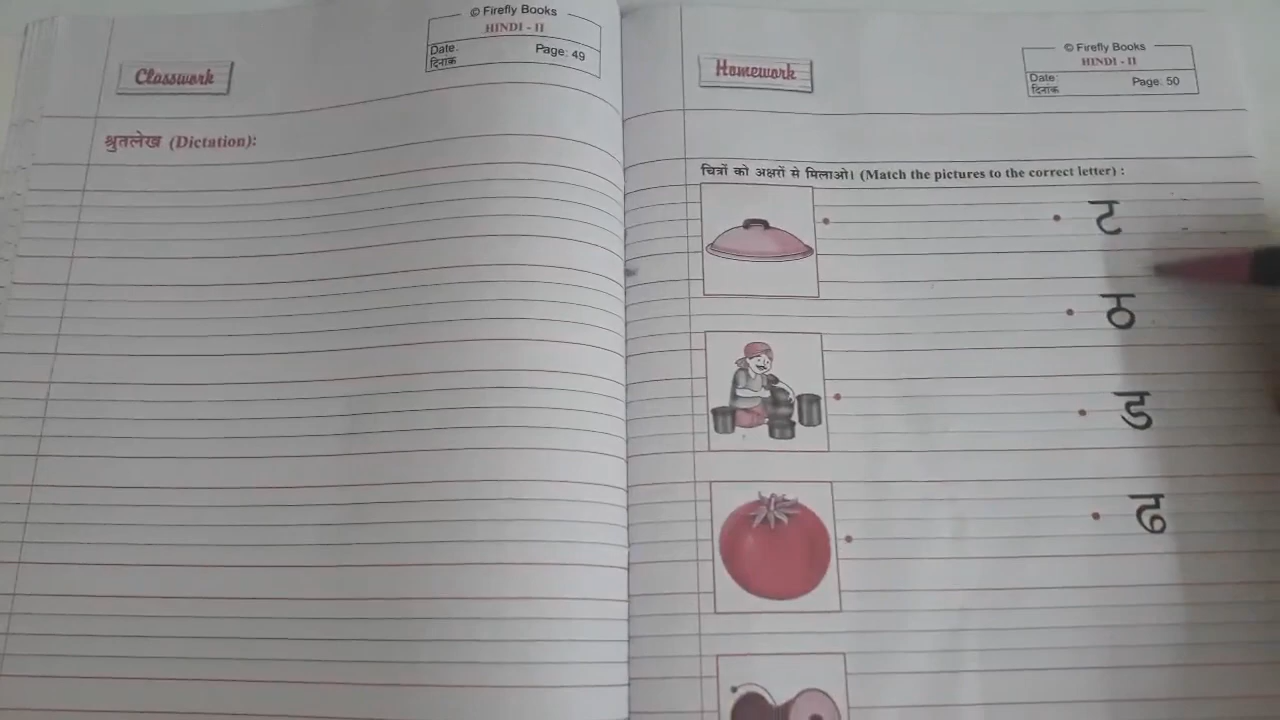 © Firefly Books
HINDI - II
Date:
दिनांक
Page: 49
Classwork
श्रुतलेख (Dictation):
© Firefly Books
HINDI - II
Date:
दिनांक
Page: 50
Homework
चित्रों को अक्षरों से मिलाओ। (Match the pictures to the correct letter) :
ट
ठ
ड
ढ